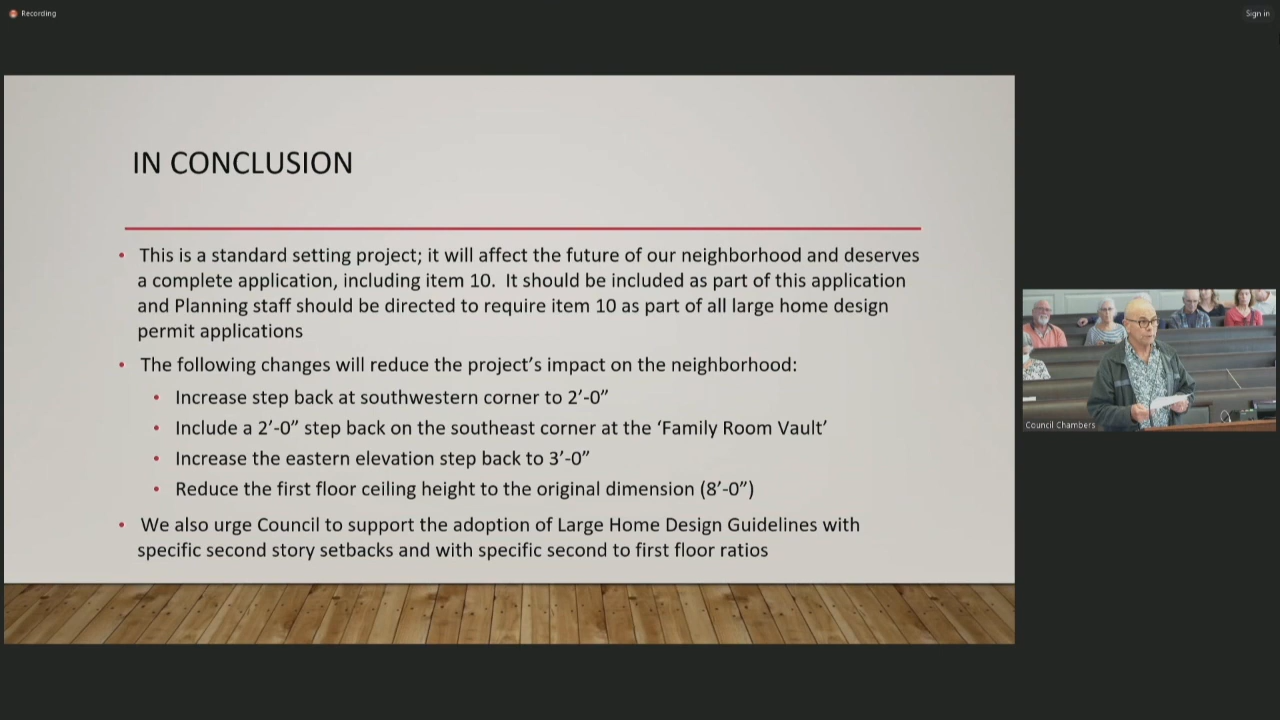 Recording
Sign in
IN CONCLUSION
• This is a standard setting project; it will affect the future of our neighborhood and deserves
a complete application, including item 10.  It should be included as part of this application
and Planning staff should be directed to require item 10 as part of all large home design
permit applications
• The following changes will reduce the project’s impact on the neighborhood:
• Increase step back at southwestern corner to 2’-0”
• Include a 2’-0” step back on the southeast corner at the ‘Family Room Vault’
• Increase the eastern elevation step back to 3’-0”
• Reduce the first floor ceiling height to the original dimension (8’-0”)
• We also urge Council to support the adoption of Large Home Design Guidelines with
specific second story setbacks and with specific second to first floor ratios
Council Chambers